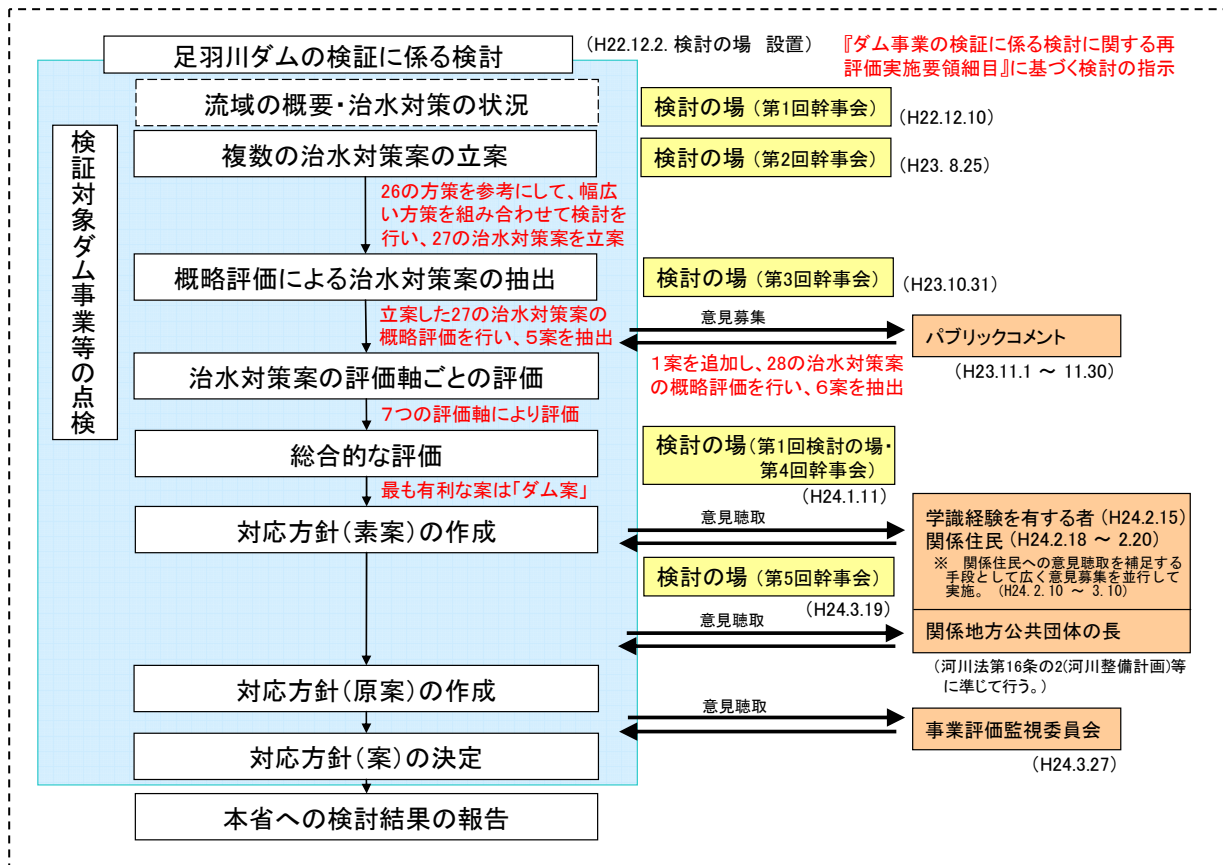 足羽川ダムの検証に係る検討
(H22.12.2. 検討の場 設置)
『ダム事業の検証に係る検討に関する再
評価実施要領細目』に基づく検討の指示
検証対象ダム事業等の点検
流域の概要・治水対策の状況
検討の場(第1回幹事会)
(H22.12.10)
複数の治水対策案の立案
検討の場(第2回幹事会)
(H23. 8.25)
26の方策を参考にして、幅広
い方策を組み合わせて検討を
行い、27の治水対策案を立案
概略評価による治水対策案の抽出
検討の場(第3回幹事会)
(H23.10.31)
立案した27の治水対策案の
概略評価を行い、5案を抽出
意見募集
パブリックコメント
(H23.11.1 ~ 11.30)
1案を追加し、28の治水対策案
の概略評価を行い、6案を抽出
治水対策案の評価軸ごとの評価
7つの評価軸により評価
総合的な評価
検討の場(第1回検討の場・
第4回幹事会)
(H24.1.11)
最も有利な案は「ダム案」
対応方針(素案)の作成
意見聴取
学識経験を有する者(H24.2.15)
関係住民(H24.2.18 ~ 2.20)
※ 関係住民への意見聴取を補足する
手段として広く意見募集を並行して
実施。 (H24.2.10 ~ 3.10)
検討の場(第5回幹事会)
(H24.3.19)
意見聴取
関係地方公共団体の長
(河川法第16条の2(河川整備計画)等
に準じて行う。)
対応方針(原案)の作成
意見聴取
事業評価監視委員会
(H24.3.27)
対応方針(案)の決定
本省への検討結果の報告